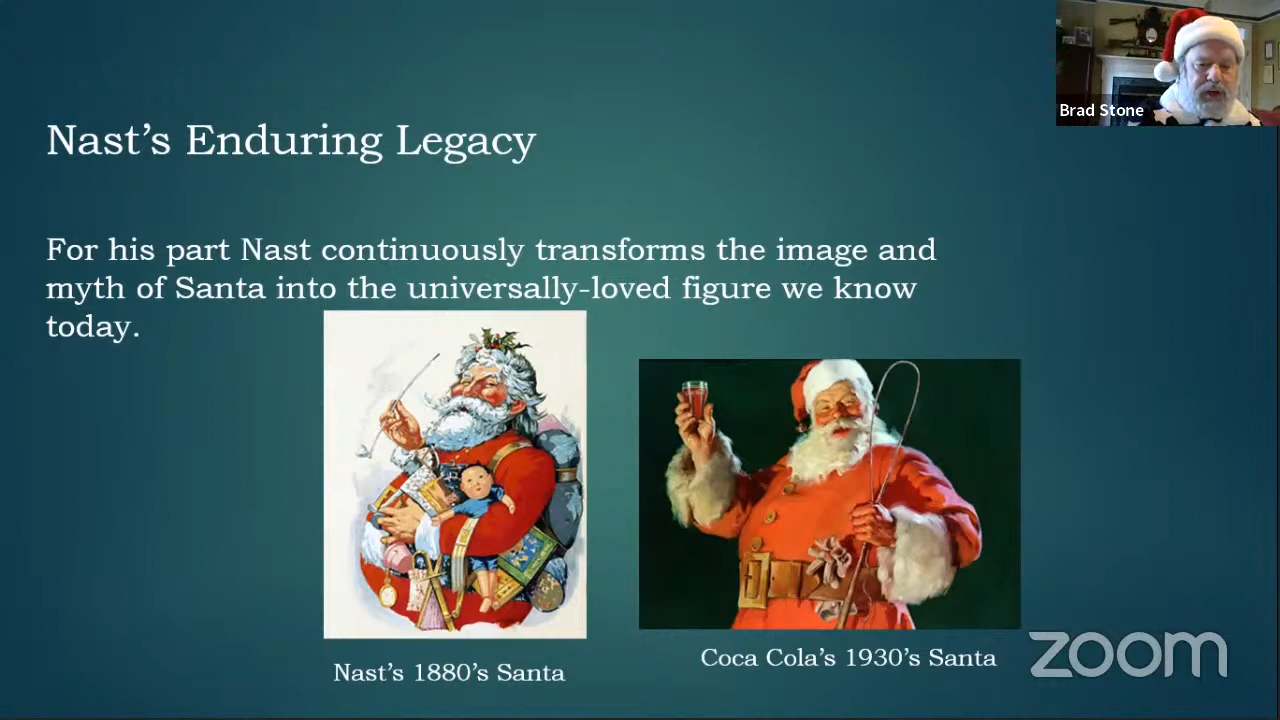 Brad Stone
Nast's Enduring Legacy
For his part Nast continuously transforms the image and
myth of Santa into the universally-loved figure we know
today.
Nast's 1880's Santa
Coca Cola's 1930's Santa
zoom